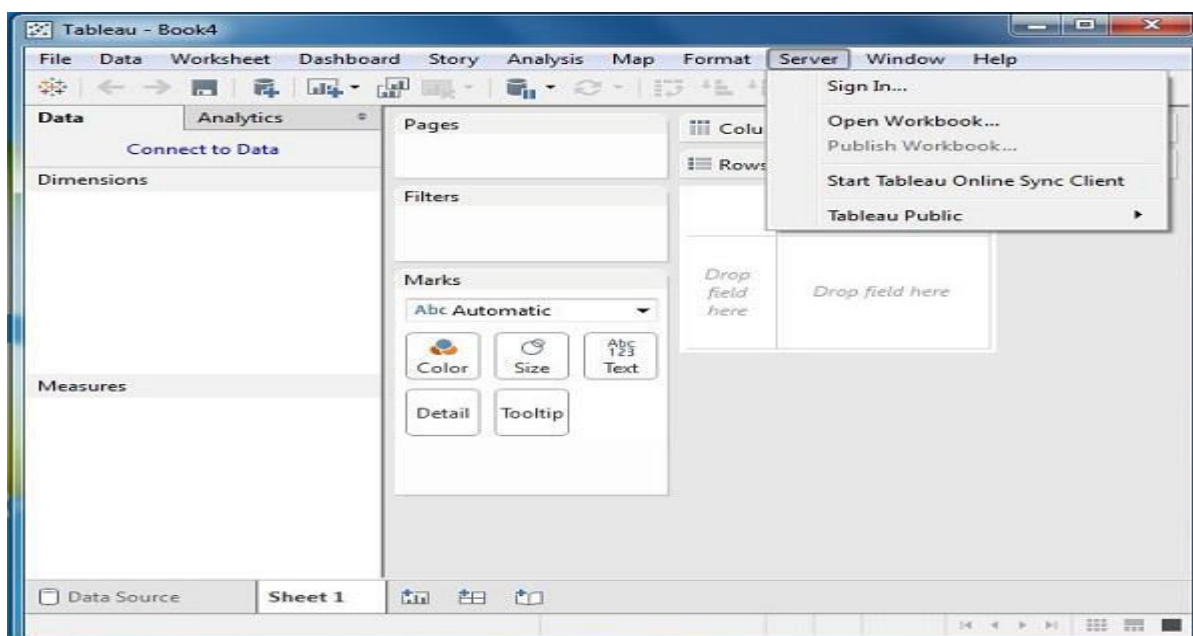 Tableau - Book4
File Data Worksheet Dashboard Story Analysis Map Format Server Window Help
Sign In...
Open Workbook...
Publish Workbook...
Start Tableau Online Sync Client
Tableau Public
Data Analytics
Connect to Data
Dimensions
Measures
Pages
Filters
Marks
Abc Automatic
Color
Size
Abc
123
Text
Detail
Tooltip
Colu
Rows
Drop
field
here
Drop field here
Data Source Sheet 1